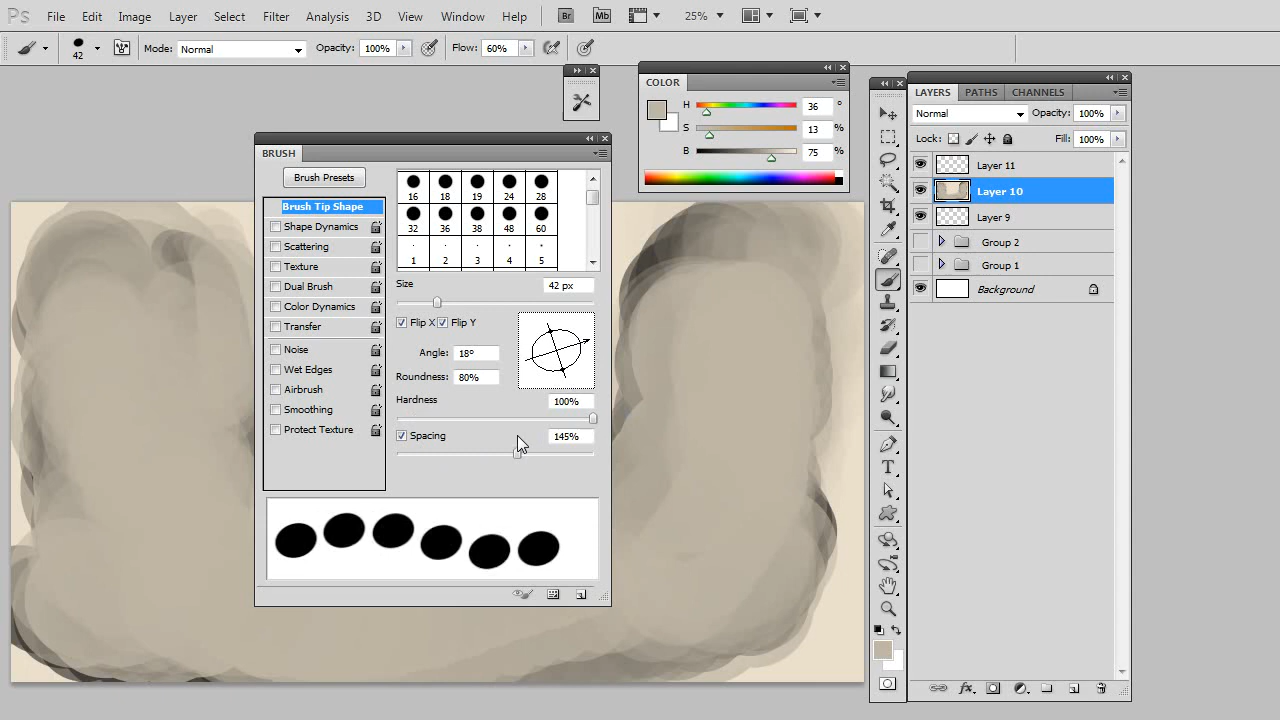 Ps File Edit Image Layer Select Filter Analysis 3D View Window Help Br Mb 25%
42 Mode: Normal Opacity: 100% Flow: 60%
BRUSH
Brush Presets
Brush Tip Shape
Shape Dynamics
Scattering
Texture
Dual Brush
Color Dynamics
Transfer
Noise
Wet Edges
Airbrush
Smoothing
Protect Texture
16 18 19 24 28
32 36 38 48 60
1 2 3 4 5
Size 42 px
Flip X Flip Y
Angle: 18º
Roundness: 80%
Hardness 100%
Spacing 145%
COLOR
H 36 °
S 13 %
B 75 %
LAYERS PATHS CHANNELS
Normal Opacity: 100%
Lock: Fill: 100%
Layer 11
Layer 10
Layer 9
Group 2
Group 1
Background
T
fx